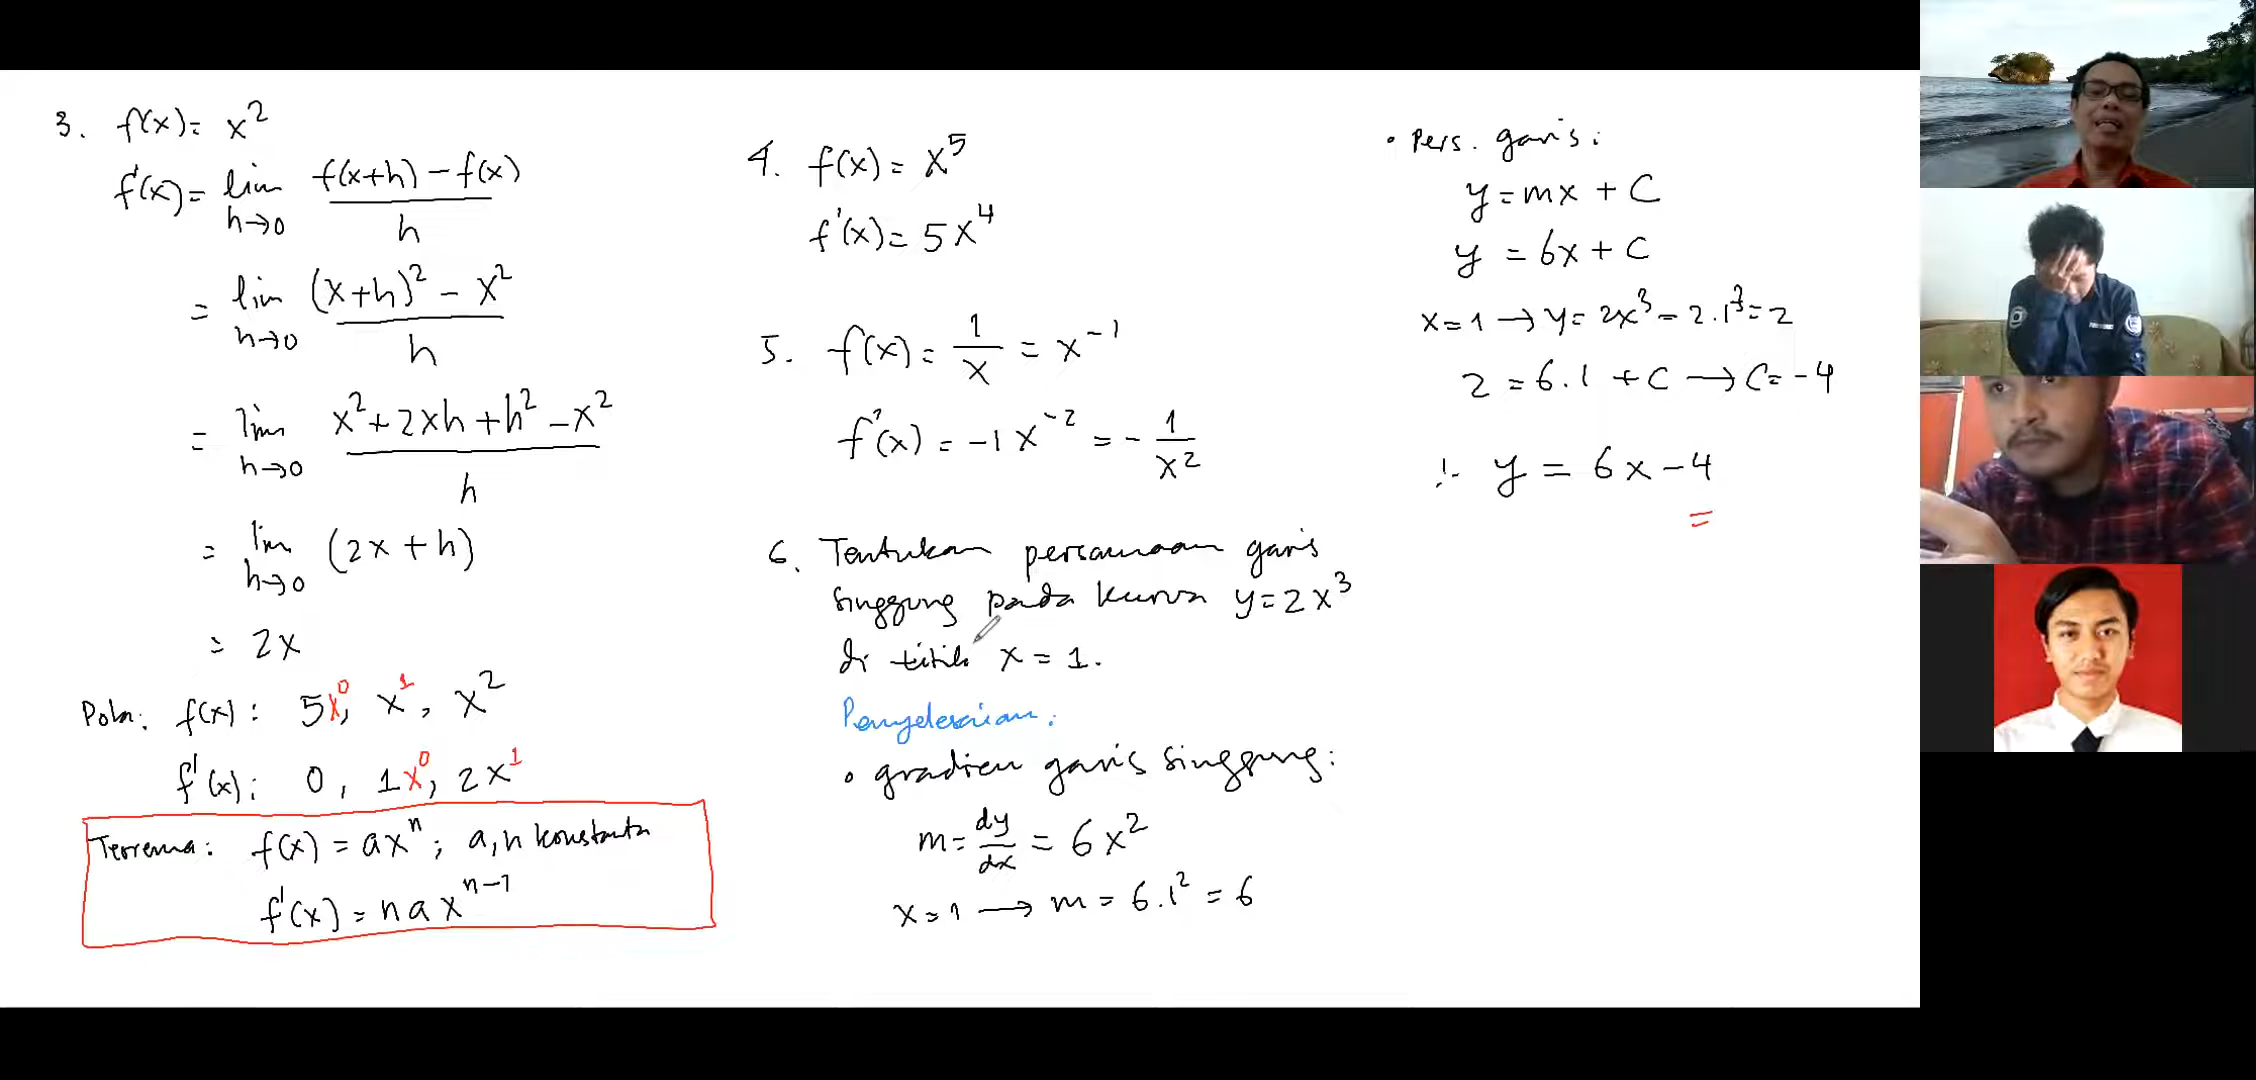 3. f(x) = x²
f'(x) = lim h→0 (f(x+h) – f(x))/h
= lim h→0 ((x+h)² – x²)/h
= lim h→0 (x² + 2xh + h² – x²)/h
= lim h→0 (2x + h)
= 2x
Pola: f(x) : 5x⁰, x¹, x²
f'(x) : 0, 1x⁰, 2x¹
Teorema: f(x) = axⁿ ; a, n konstanta
f'(x) = n a xⁿ⁻¹
4. f(x) = x⁵
f'(x) = 5x⁴
5. f(x) = 1/x = x⁻¹
f'(x) = -1x⁻² = - 1/x²
6. Tentukan persamaan garis
singgung pada kurva y = 2x³
di titik x = 1.
Penyelesaian:
• gradien garis singgung:
m = dy/dx = 6x²
x = 1 → m = 6.1² = 6
• Pers. garis:
y = mx + C
y = 6x + C
x = 1 → y = 2x³ = 2.1³ = 2
2 = 6.1 + C → C = -4
∴ y = 6x – 4
=